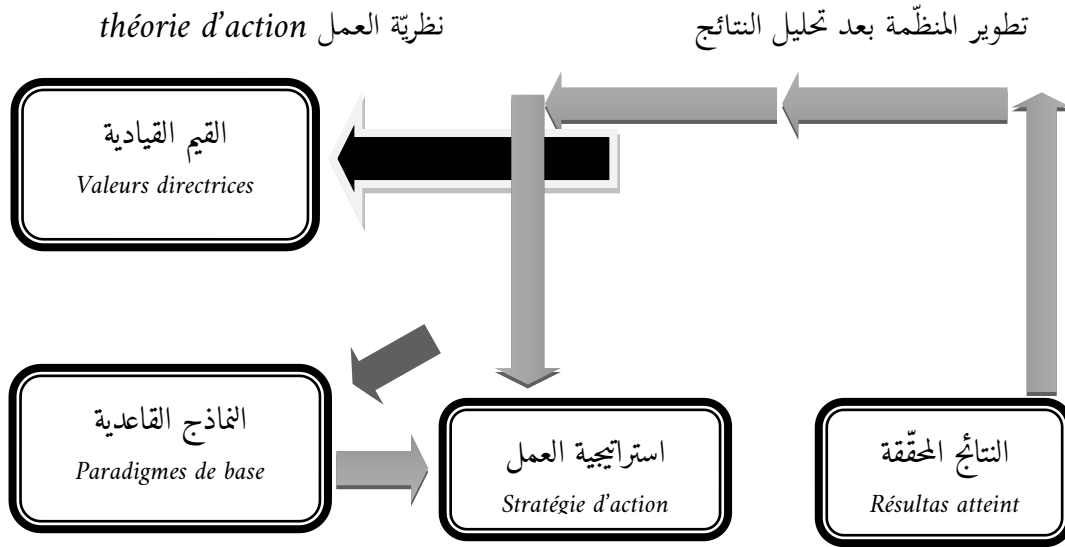 تطوير المنظّمة بعد تحليل النتائج
نظريّة العمل théorie d'action
القيم القيادية
Valeurs directrices
النماذج القاعدية
Paradigmes de base
استراتيجية العمل
Stratégie d'action
النتائج المحقّقة
Résultas atteint